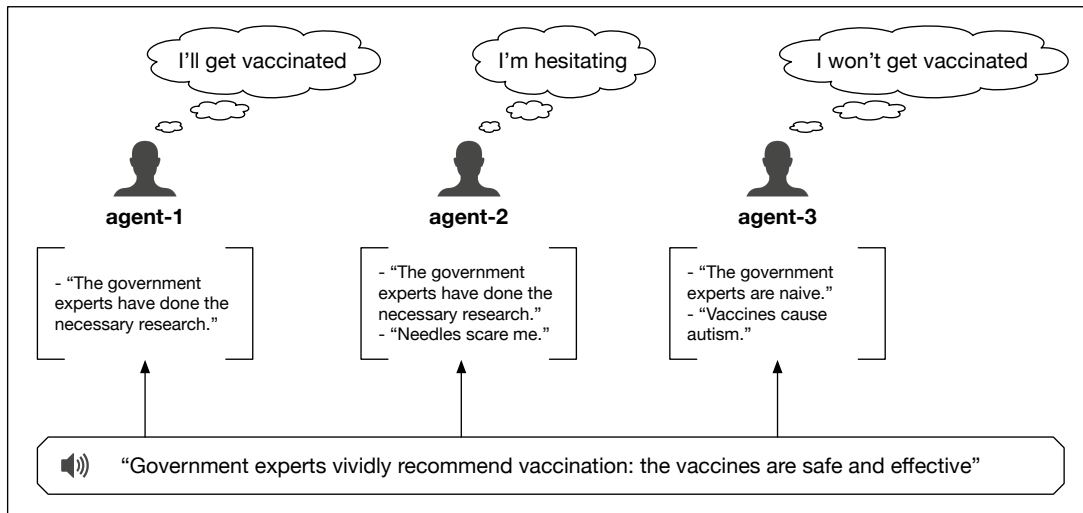 I’ll get vaccinated
I’m hesitating
I won’t get vaccinated
agent-1
agent-2
agent-3
- “The government
experts have done the
necessary research.”
- “The government
experts have done the
necessary research.”
- “Needles scare me.”
- “The government
experts are naive.”
- “Vaccines cause
autism.”
“Government experts vividly recommend vaccination: the vaccines are safe and effective”